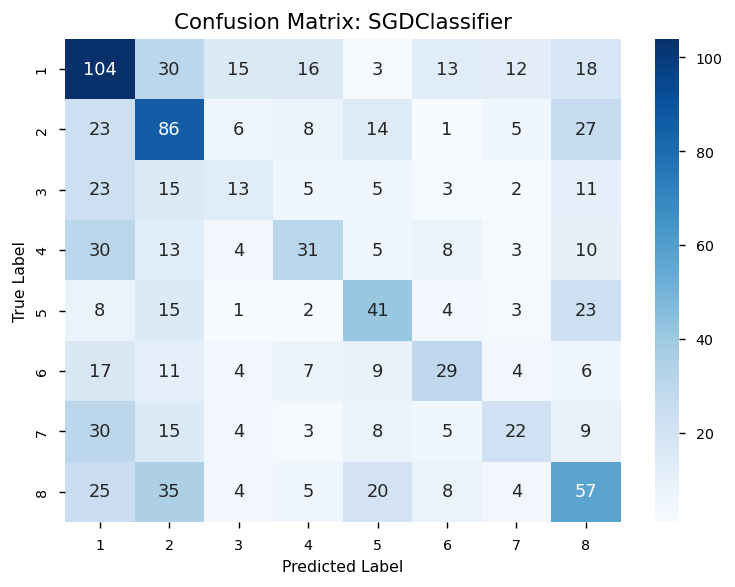 Confusion Matrix: SGDClassifier
1 104 30 15 16 3 13 12 18
2 23 86 6 8 14 1 5 27
3 23 15 13 5 5 3 2 11
4 30 13 4 31 5 8 3 10
5 8 15 1 2 41 4 3 23
6 17 11 4 7 9 29 4 6
7 30 15 4 3 8 5 22 9
8 25 35 4 5 20 8 4 57
1 2 3 4 5 6 7 8
True Label
Predicted Label
100
80
60
40
20